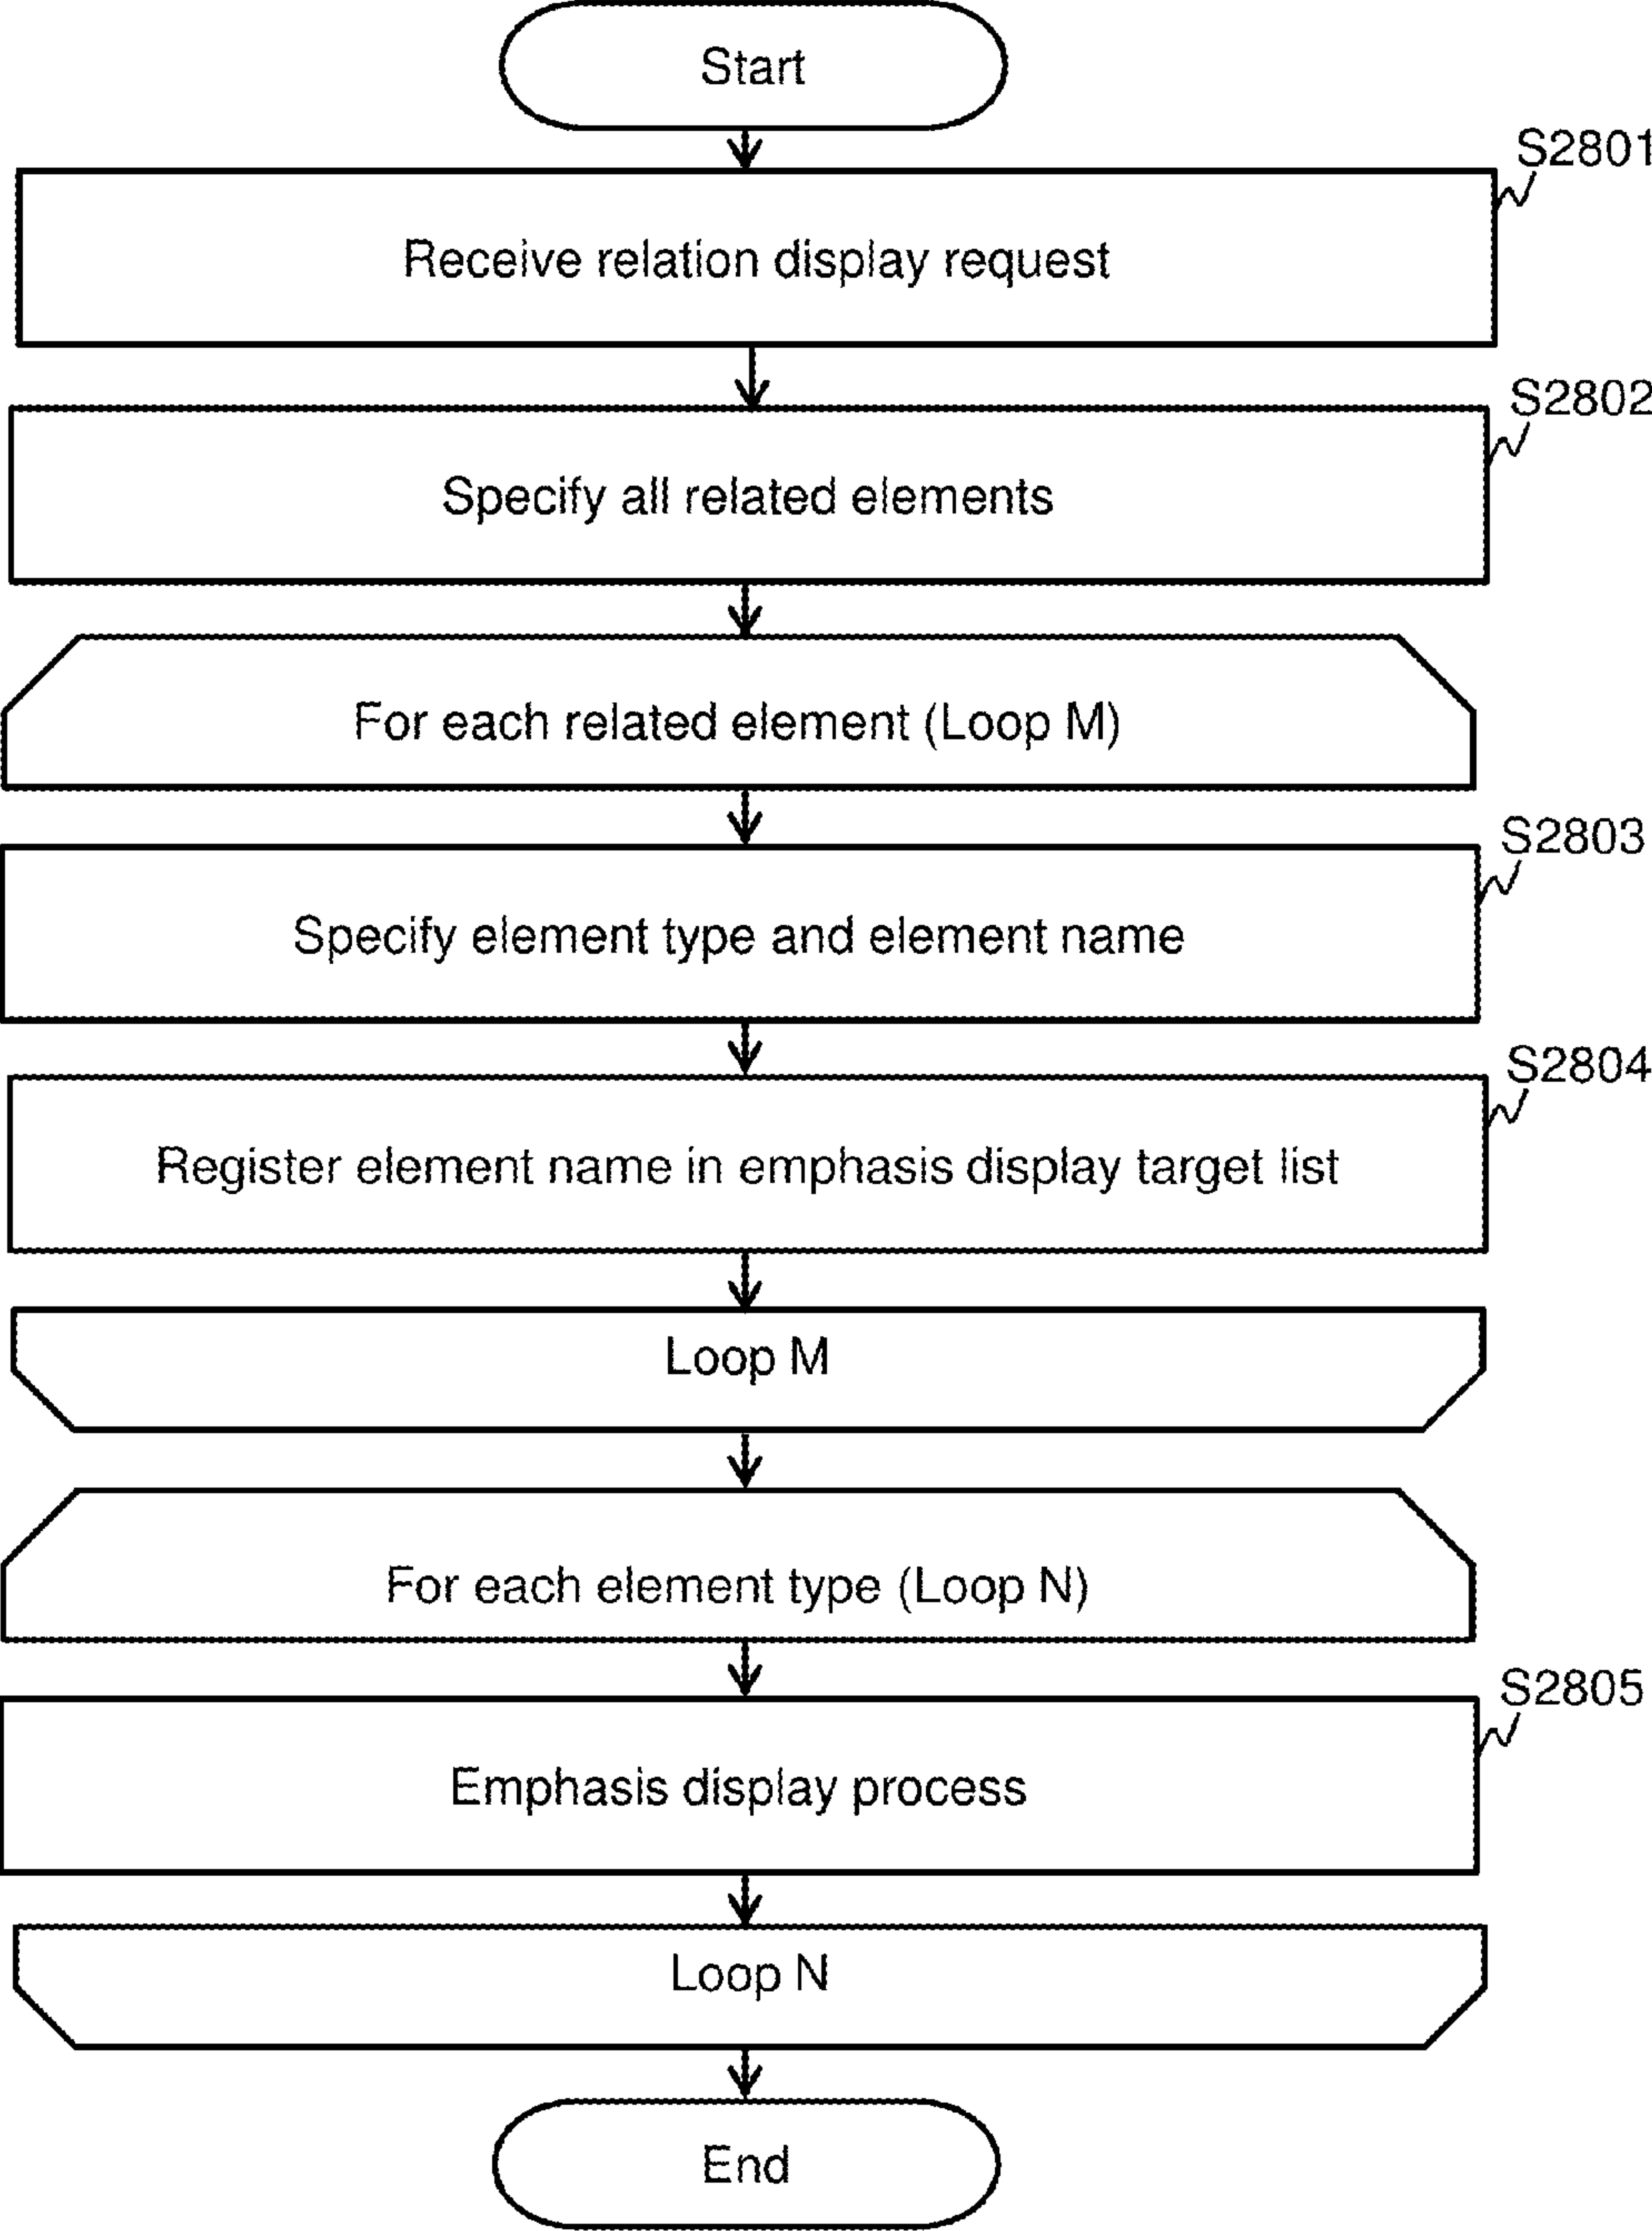 Start
S2801
Receive relation display request
S2802
Specify all related elements
For each related element (Loop M)
S2803
Specify element type and element name
S2804
Register element name in emphasis display target list
Loop M
For each element type (Loop N)
S2805
Emphasis display process
Loop N
End